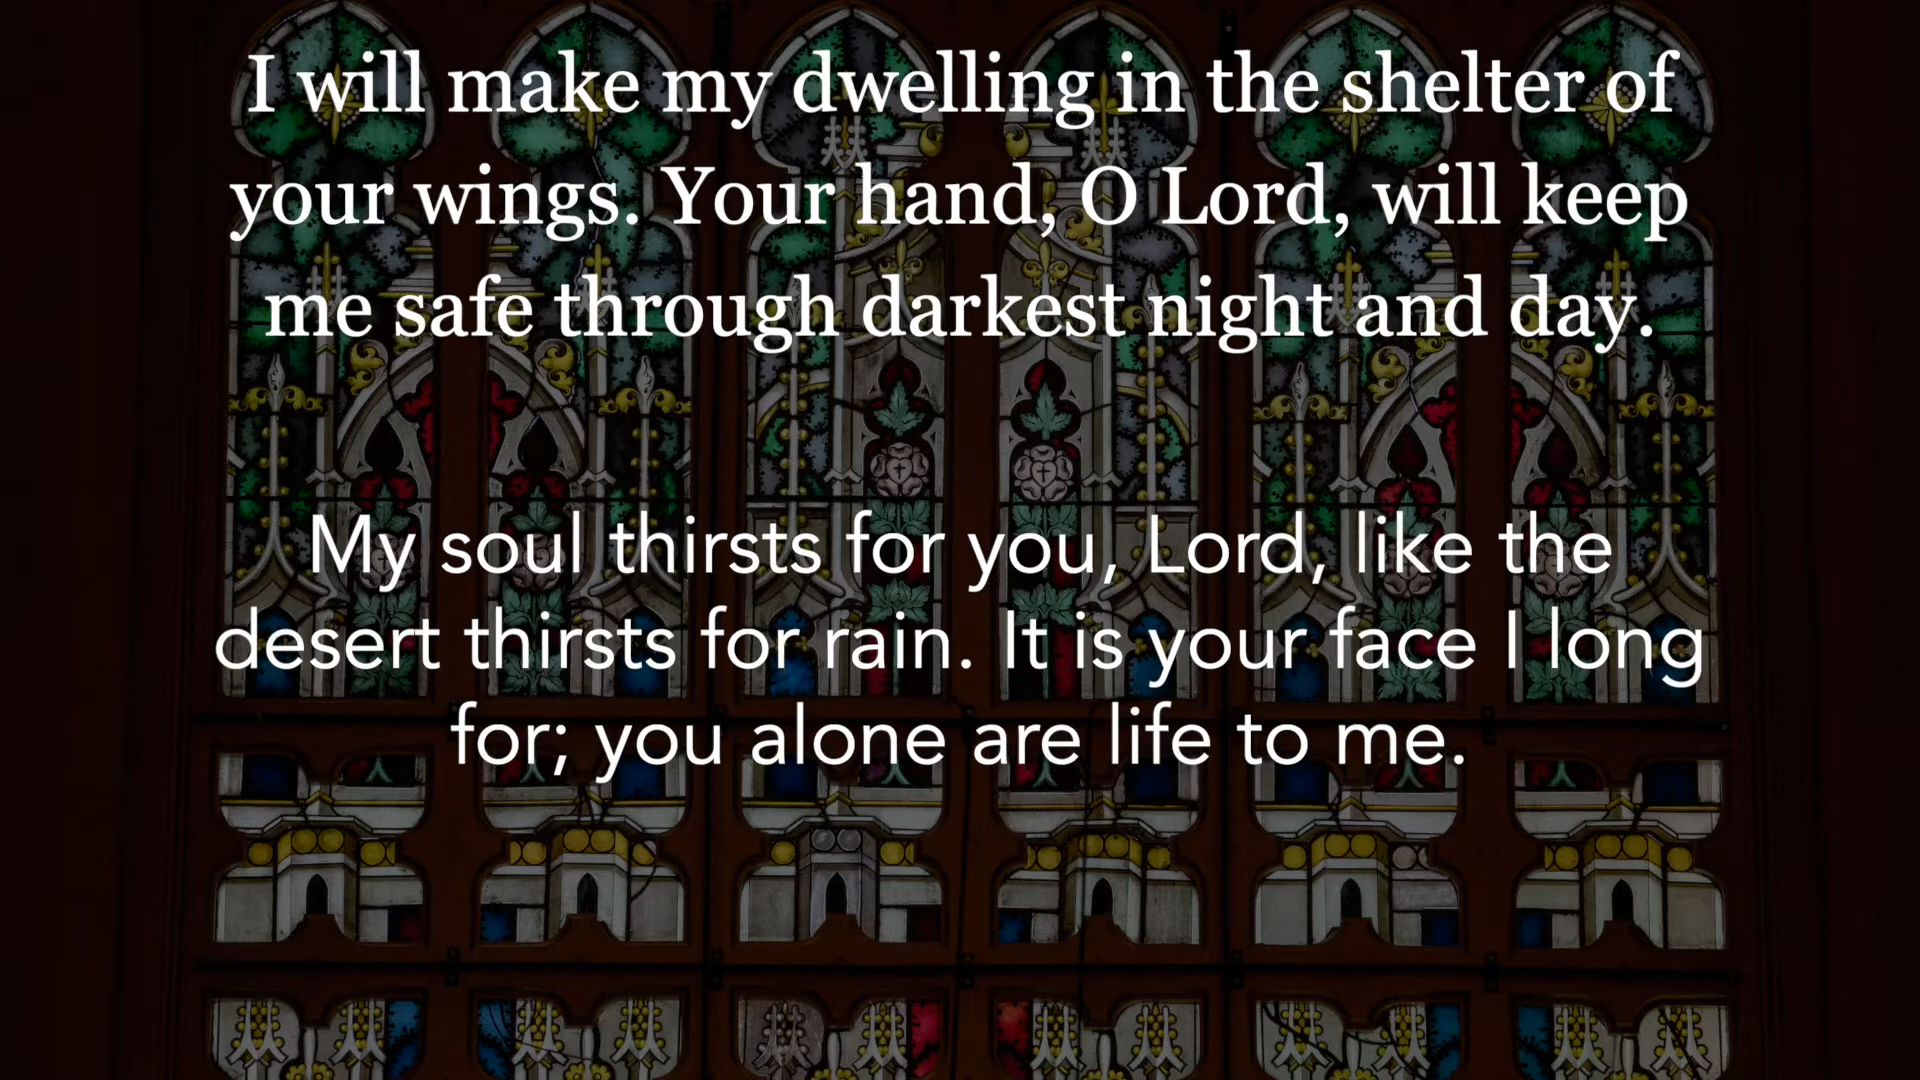 I will make my dwelling in the shelter of
your wings. Your hand, O Lord, will keep
me safe through darkest night and day.
My soul thirsts for you, Lord, like the
desert thirsts for rain. It is your face I long
for; you alone are life to me.